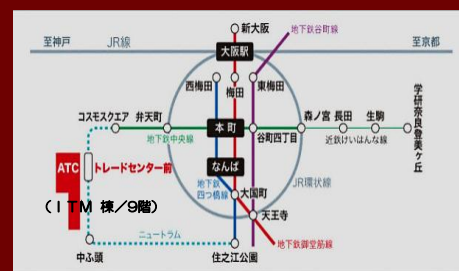 新大阪
地下鉄谷町線
至神戸
JR線
大阪駅
至京都
西梅田
梅田
東梅田
コスモスクエア
弁天町
本町
谷町四丁目
森ノ宮
長田
生駒
学研奈良登美ヶ丘
地下鉄中央線
近鉄けいはんな線
なんば
ATC
トレードセンター前
(ITM 棟/9階)
地下鉄
四つ橋線
大国町
JR環状線
天王寺
ニュートラム
地下鉄御堂筋線
中ふ頭
住之江公園